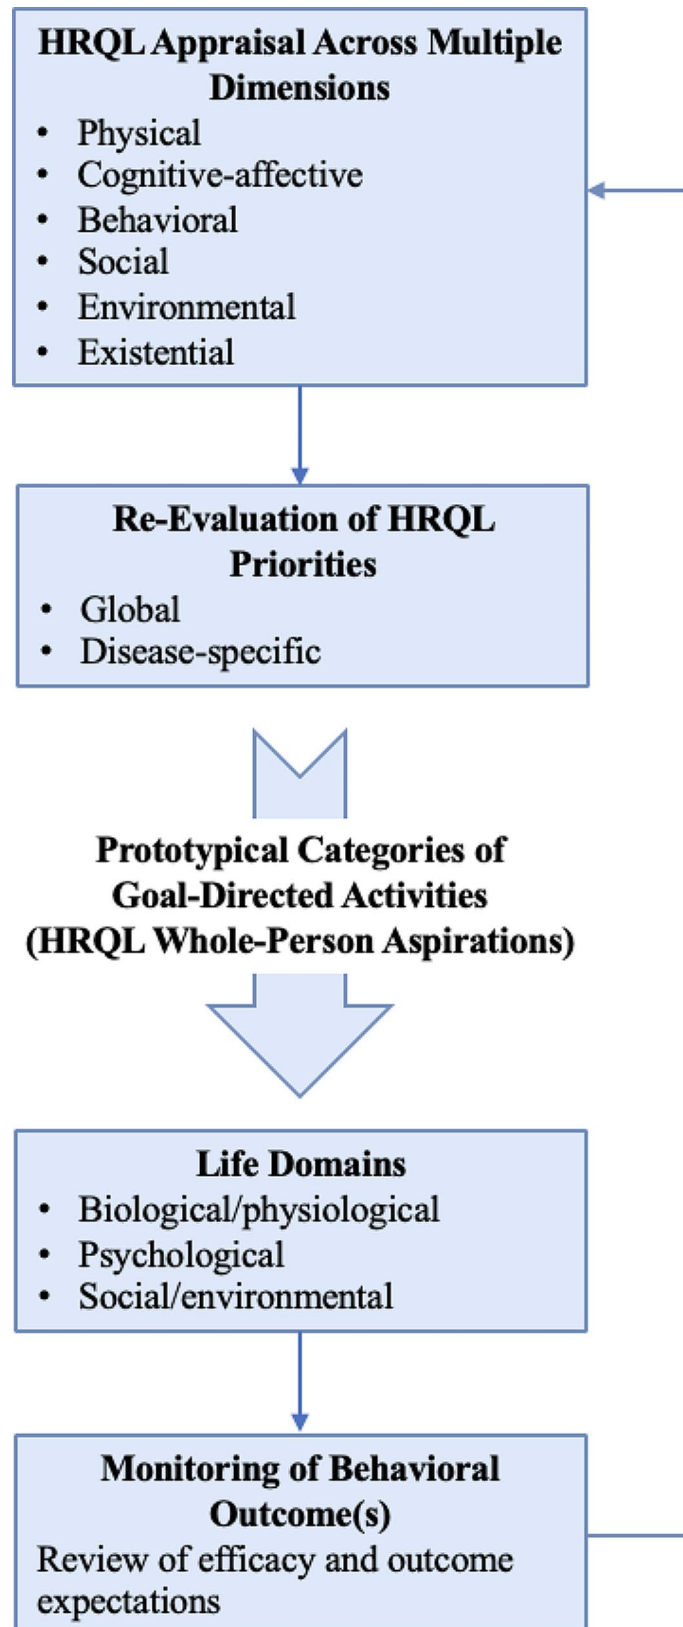 HRQL Appraisal Across Multiple
Dimensions
• Physical
• Cognitive-affective
• Behavioral
• Social
• Environmental
• Existential
Re-Evaluation of HRQL
Priorities
• Global
• Disease-specific
Prototypical Categories of
Goal-Directed Activities
(HRQL Whole-Person Aspirations)
Life Domains
• Biological/physiological
• Psychological
• Social/environmental
Monitoring of Behavioral
Outcome(s)
Review of efficacy and outcome
expectations